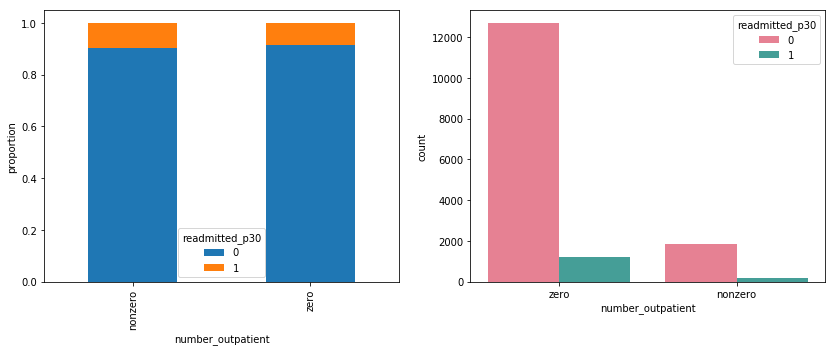 1.0
0.8
0.6
0.4
0.2
0.0
proportion
readmitted_p30
0
1
nonzero
zero
number_outpatient
12000
10000
8000
6000
4000
2000
0
count
readmitted_p30
0
1
zero
nonzero
number_outpatient